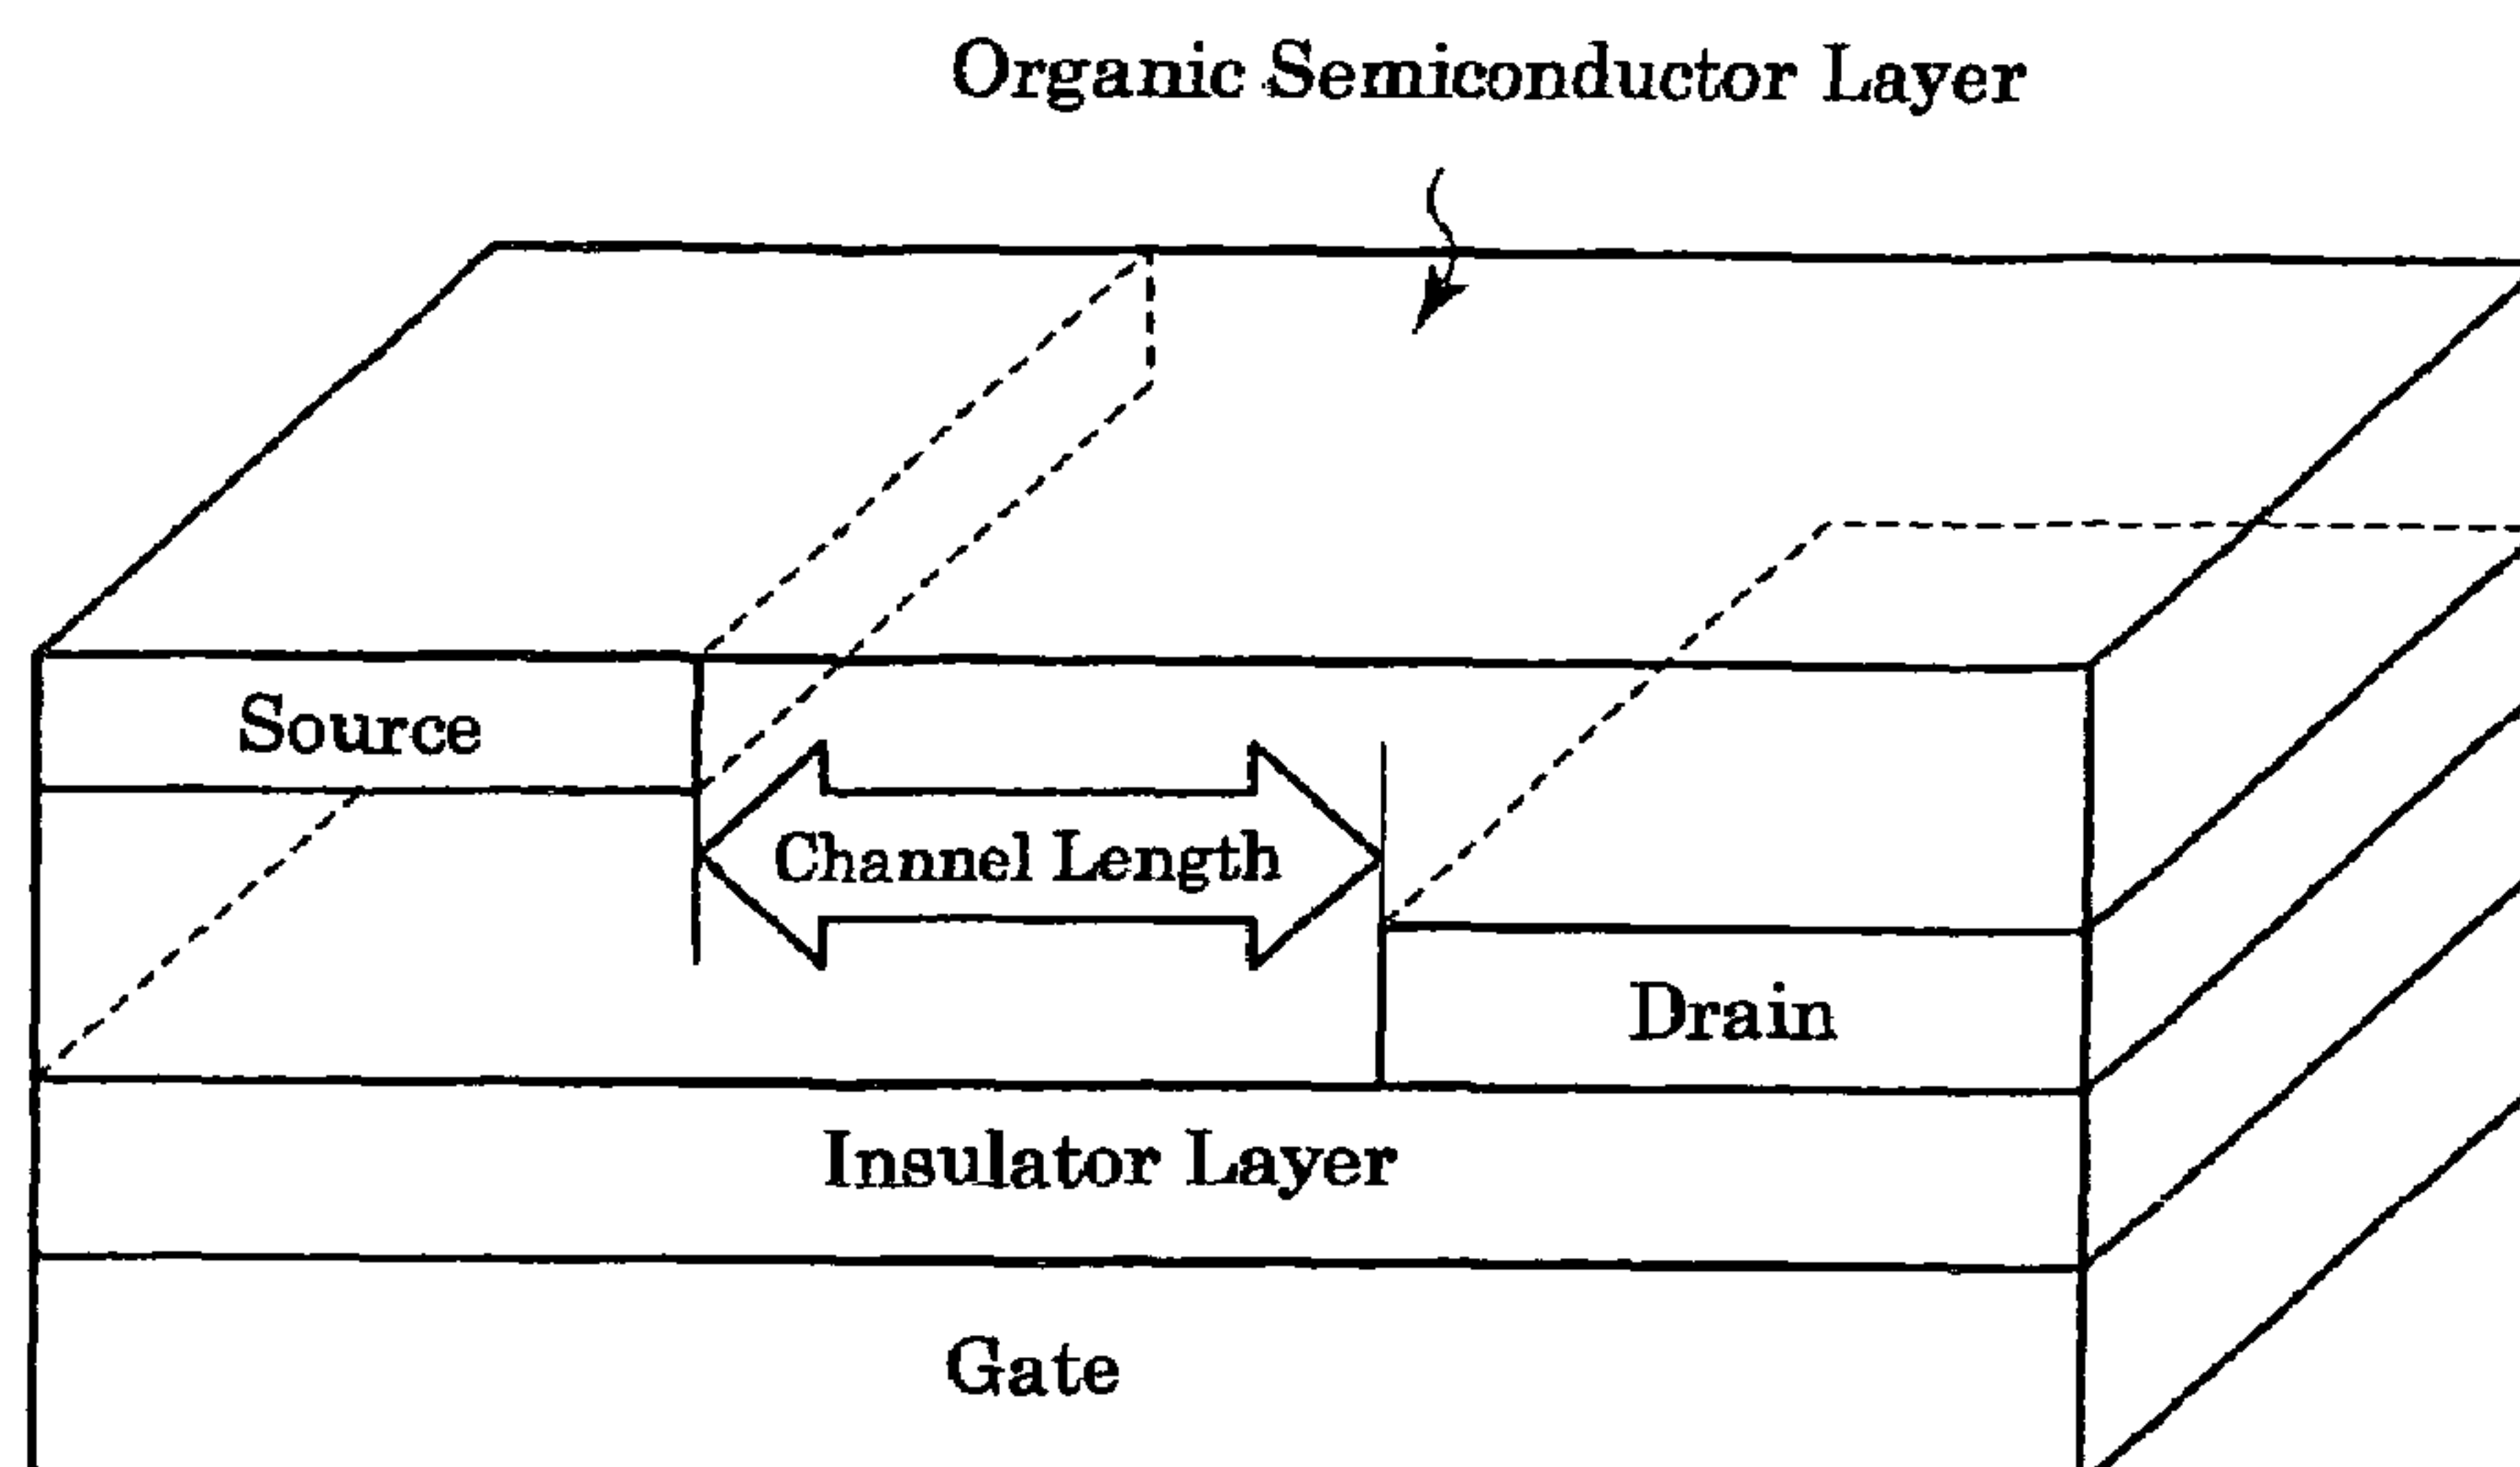 Organic Semiconductor Layer
Source
Channel Length
Drain
Insulator Layer
Gate